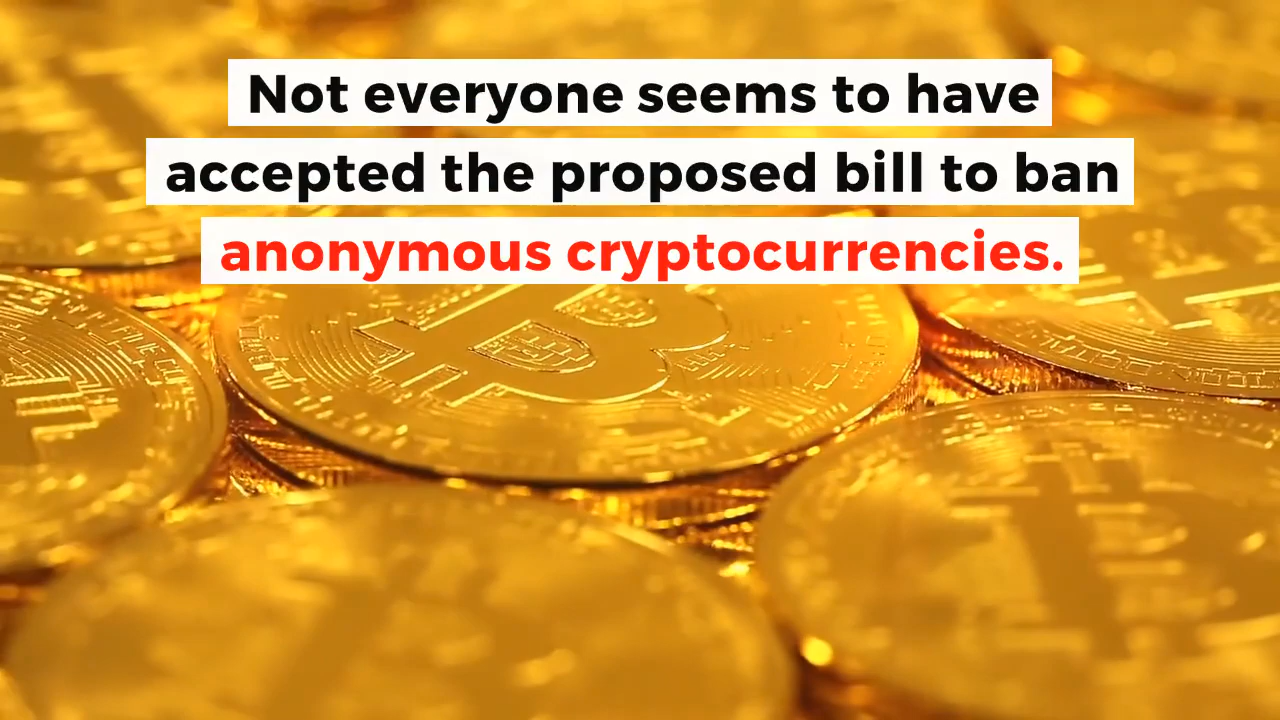 Not everyone seems to have
accepted the proposed bill to ban
anonymous cryptocurrencies.